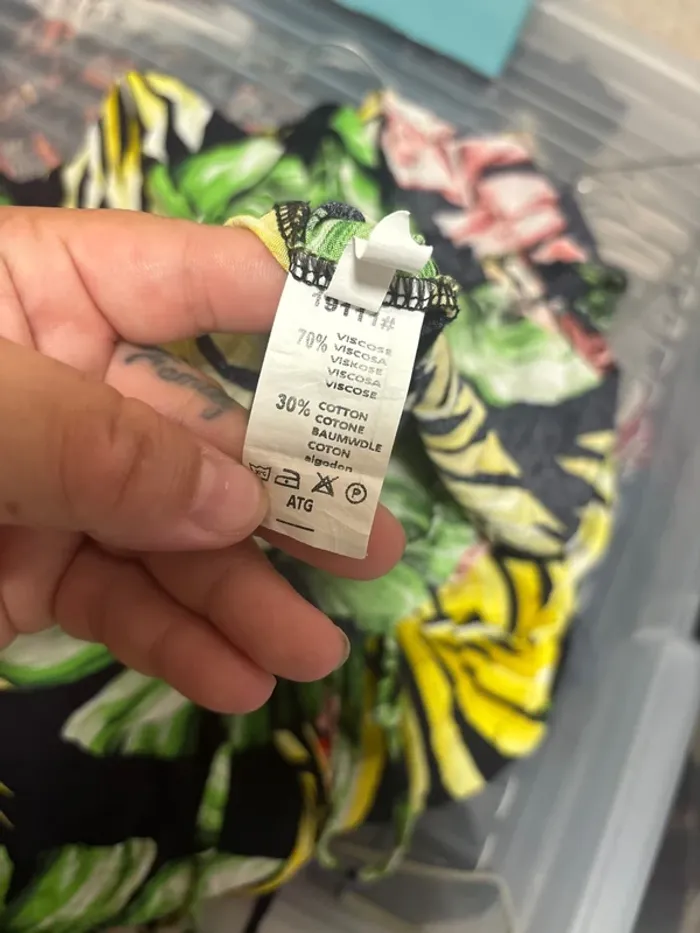 19111#
70% VISCOSE
VISCOSA
VISKOSE
VISCOSA
VISCOSE
30% COTTON
COTONE
BAUMWDLE
COTON
algodon
P
ATG